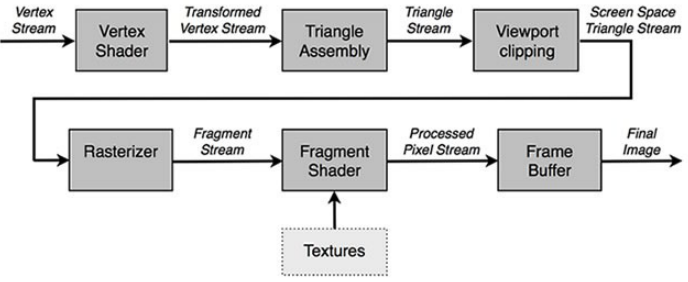 Vertex
Stream
Vertex
Shader
Transformed
Vertex Stream
Triangle
Assembly
Triangle
Stream
Viewport
clipping
Screen Space
Triangle Stream
Rasterizer
Fragment
Stream
Fragment
Shader
Processed
Pixel Stream
Frame
Buffer
Final
Image
Textures